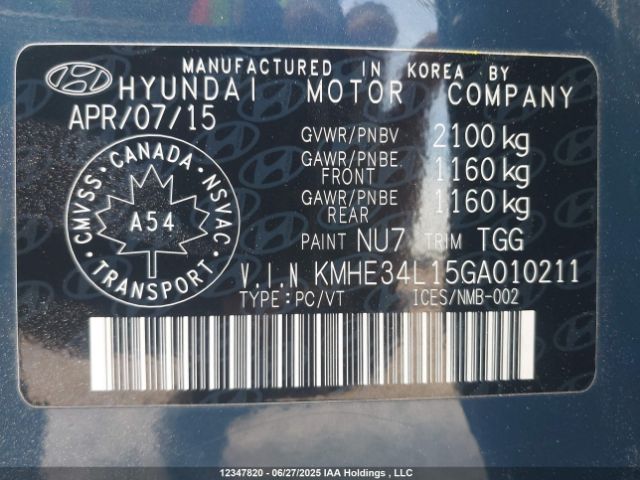 MANUFACTURED IN KOREA BY
HYUNDAI MOTOR COMPANY
APR/07/15
GVWR/PNBV 2100 kg
GAWR/PNBE. FRONT 1160 kg
GAWR/PNBE REAR 1160 kg
CANADA
CMVSS
NSVAC
A54
TRANSPORT
PAINT NU7 TRIM TGG
V.I.N KMHE34L15GA010211
TYPE:PC/VT ICES/NMB-002
12347820 - 06/27/2025 IAA Holdings , LLC